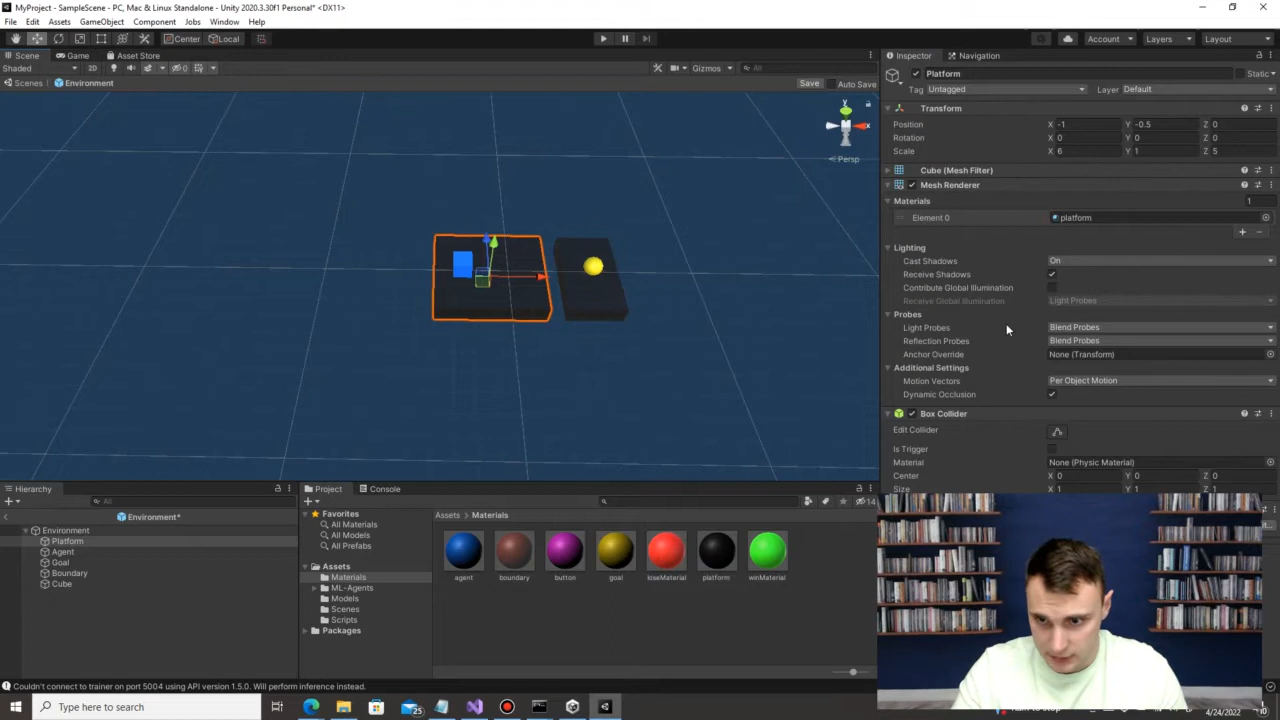 MyProject - SampleScene - PC, Mac & Linux Standalone - Unity 2020.3.30f1 Personal* <DX11>
File Edit Assets GameObject Component Jobs Window Help
Center Local Account Layers Layout
Scene Game Asset Store
Shaded 2D 0 Gizmos All
Scenes Environment Save Auto Save
y
x
< Persp
Inspector Navigation
Platform Static
Tag Untagged Layer Default
Transform
Position X -1 Y -0.5 Z 0
Rotation X 0 Y 0 Z 0
Scale X 6 Y 1 Z 5
Cube (Mesh Filter)
Mesh Renderer
Materials 1
Element 0 platform
Lighting
Cast Shadows On
Receive Shadows
Contribute Global Illumination
Receive Global Illumination Light Probes
Probes
Light Probes Blend Probes
Reflection Probes Blend Probes
Anchor Override None (Transform)
Additional Settings
Motion Vectors Per Object Motion
Dynamic Occlusion
Box Collider
Edit Collider
Is Trigger
Material None (Physic Material)
Center X 0 Y 0 Z 0
Size X 1 Y 1 Z 1
Hierarchy
All
Environment*
Environment
Platform
Agent
Goal
Boundary
Cube
Project Console
14
Favorites
All Materials
All Models
All Prefabs
Assets
Materials
ML-Agents
Models
Scenes
Scripts
Packages
Assets > Materials
agent boundary button goal loseMaterial platform winMaterial
Couldn't connect to trainer on port 5004 using API version 1.5.0. Will perform inference instead.
Type here to search
25
4/24/2022